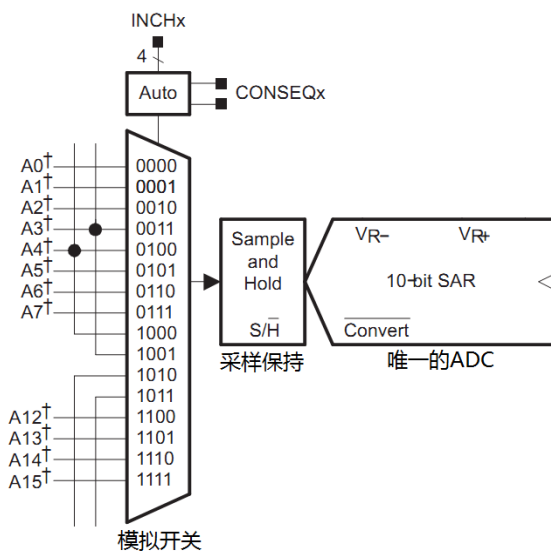 INCHx
4
Auto
CONSEQx
A0† 0000
A1† 0001
A2† 0010
A3† 0011
A4† 0100
A5† 0101
A6† 0110
A7† 0111
1000
1001
1010
1011
A12† 1100
A13† 1101
A14† 1110
A15† 1111
模拟开关
Sample
and
Hold
S/H̅
采样保持
VR− VR+
10-bit SAR
Convert
唯一的ADC